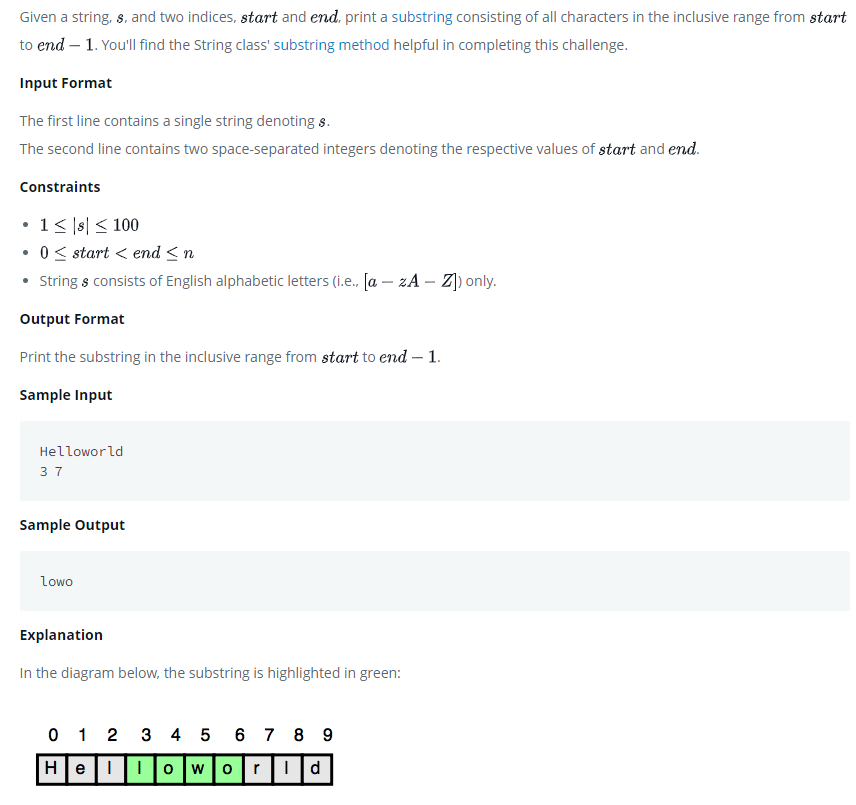 Given a string, s, and two indices, start and end, print a substring consisting of all characters in the inclusive range from start
to end − 1. You'll find the String class' substring method helpful in completing this challenge.
Input Format
The first line contains a single string denoting s.
The second line contains two space-separated integers denoting the respective values of start and end.
Constraints
• 1 ≤ |s| ≤ 100
• 0 ≤ start < end ≤ n
• String s consists of English alphabetic letters (i.e., [a − zA − Z]) only.
Output Format
Print the substring in the inclusive range from start to end − 1.
Sample Input
Helloworld
3 7
Sample Output
lowo
Explanation
In the diagram below, the substring is highlighted in green:
0 1 2 3 4 5 6 7 8 9
H e l l o w o r l d